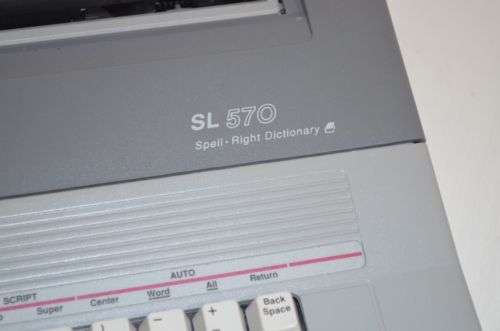 SL 570
Spell-Right Dictionary
AUTO
SCRIPT
Super Center Word All Return
Back
Space
) - +